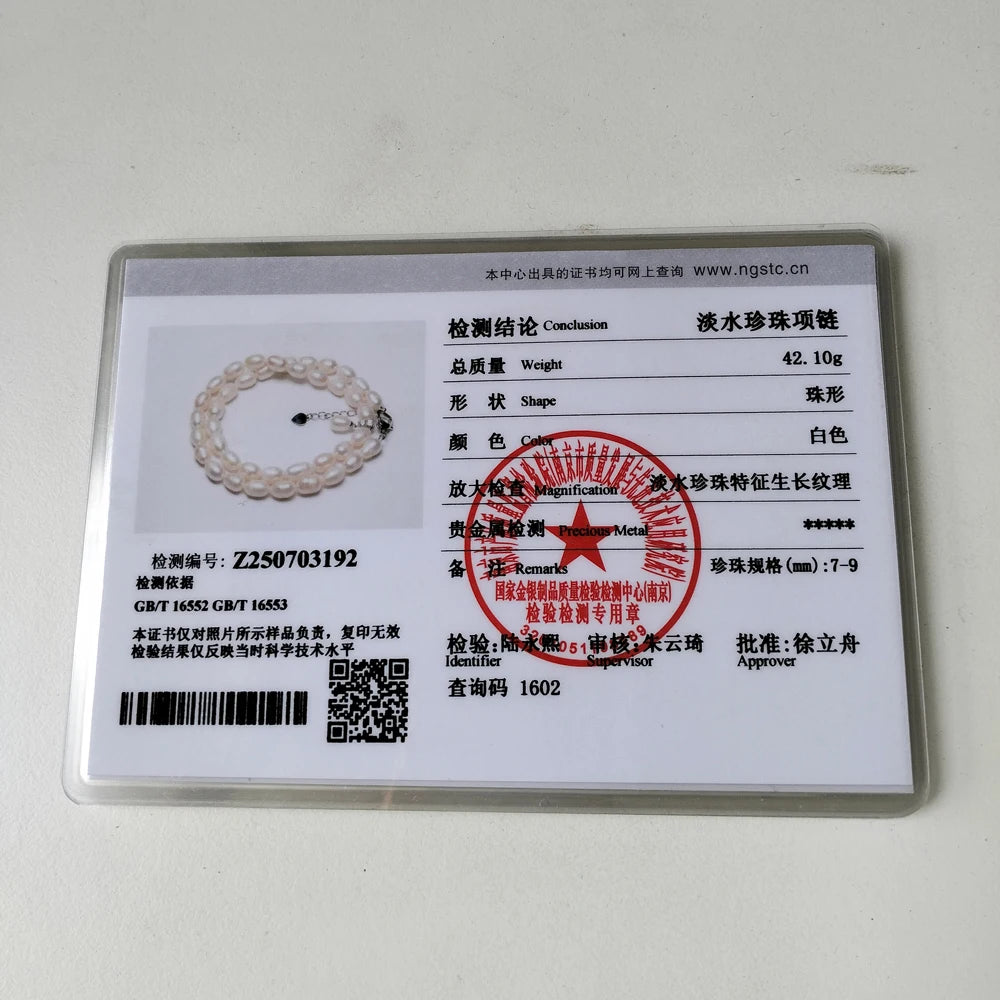 本中心出具的证书均可网上查询 www.ngstc.cn
检测结论 Conclusion 淡水珍珠项链
总质量 Weight 42.10g
形 状 Shape 珠形
颜 色 Color 白色
放大检查 Magnification 淡水珍珠特征生长纹理
贵金属检测 Precious Metal *****
备 注 Remarks 珍珠规格(mm):7-9
国家金银制品质量检验检测中心(南京)
检验检测专用章
检验:陆永熙 审核:朱云琦 批准:徐立舟
Identifier Supervisor Approver
查询码 1602
检测编号: Z250703192
检测依据
GB/T 16552 GB/T 16553
本证书仅对照片所示样品负责，复印无效
检验结果仅反映当时科学技术水平